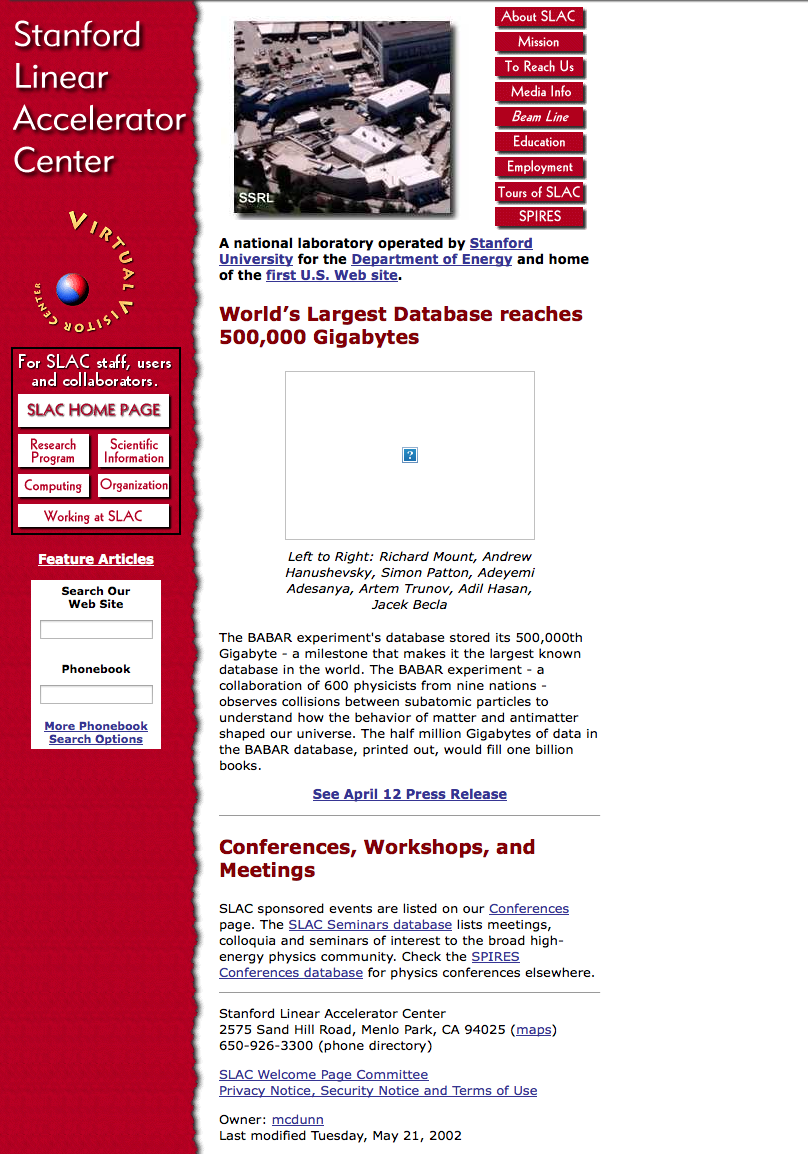 Stanford
Linear
Accelerator
Center
VIRTUAL VISITOR CENTER
For SLAC staff, users
and collaborators.
SLAC HOME PAGE
Research
Program
Scientific
Information
Computing
Organization
Working at SLAC
Feature Articles
Search Our
Web Site
Phonebook
More Phonebook
Search Options
SSRL
About SLAC
Mission
To Reach Us
Media Info
Beam Line
Education
Employment
Tours of SLAC
SPIRES
A national laboratory operated by Stanford
University for the Department of Energy and home
of the first U.S. Web site.
World’s Largest Database reaches
500,000 Gigabytes
?
Left to Right: Richard Mount, Andrew
Hanushevsky, Simon Patton, Adeyemi
Adesanya, Artem Trunov, Adil Hasan,
Jacek Becla
The BABAR experiment's database stored its 500,000th
Gigabyte - a milestone that makes it the largest known
database in the world. The BABAR experiment - a
collaboration of 600 physicists from nine nations -
observes collisions between subatomic particles to
understand how the behavior of matter and antimatter
shaped our universe. The half million Gigabytes of data in
the BABAR database, printed out, would fill one billion
books.
See April 12 Press Release
Conferences, Workshops, and
Meetings
SLAC sponsored events are listed on our Conferences
page. The SLAC Seminars database lists meetings,
colloquia and seminars of interest to the broad high-
energy physics community. Check the SPIRES
Conferences database for physics conferences elsewhere.
Stanford Linear Accelerator Center
2575 Sand Hill Road, Menlo Park, CA 94025 (maps)
650-926-3300 (phone directory)
SLAC Welcome Page Committee
Privacy Notice, Security Notice and Terms of Use
Owner: mcdunn
Last modified Tuesday, May 21, 2002